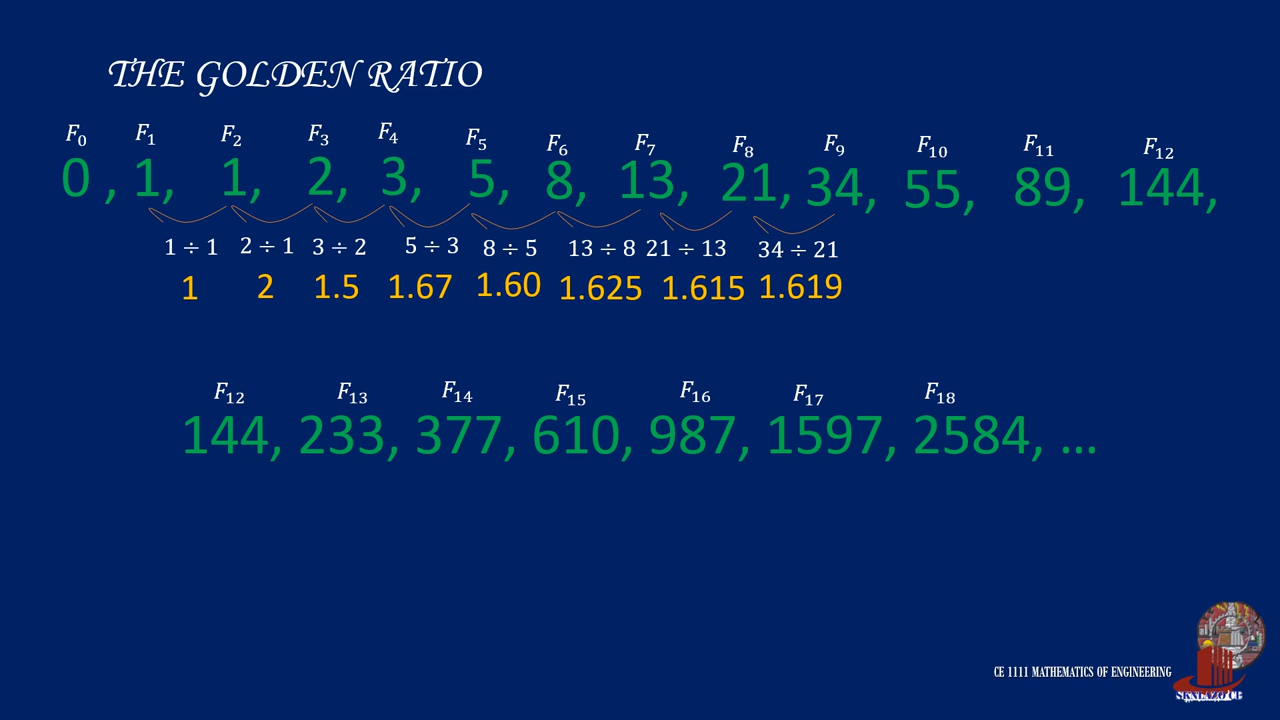 THE GOLDEN RATIO
F₀ F₁ F₂ F₃ F₄ F₅ F₆ F₇ F₈ F₉ F₁₀ F₁₁ F₁₂
0 , 1, 1, 2, 3, 5, 8, 13, 21, 34, 55, 89, 144,
1 ÷ 1 2 ÷ 1 3 ÷ 2 5 ÷ 3 8 ÷ 5 13 ÷ 8 21 ÷ 13 34 ÷ 21
1 2 1.5 1.67 1.60 1.625 1.615 1.619
F₁₂ F₁₃ F₁₄ F₁₅ F₁₆ F₁₇ F₁₈
144, 233, 377, 610, 987, 1597, 2584, ...
CE 1111 MATHEMATICS OF ENGINEERING